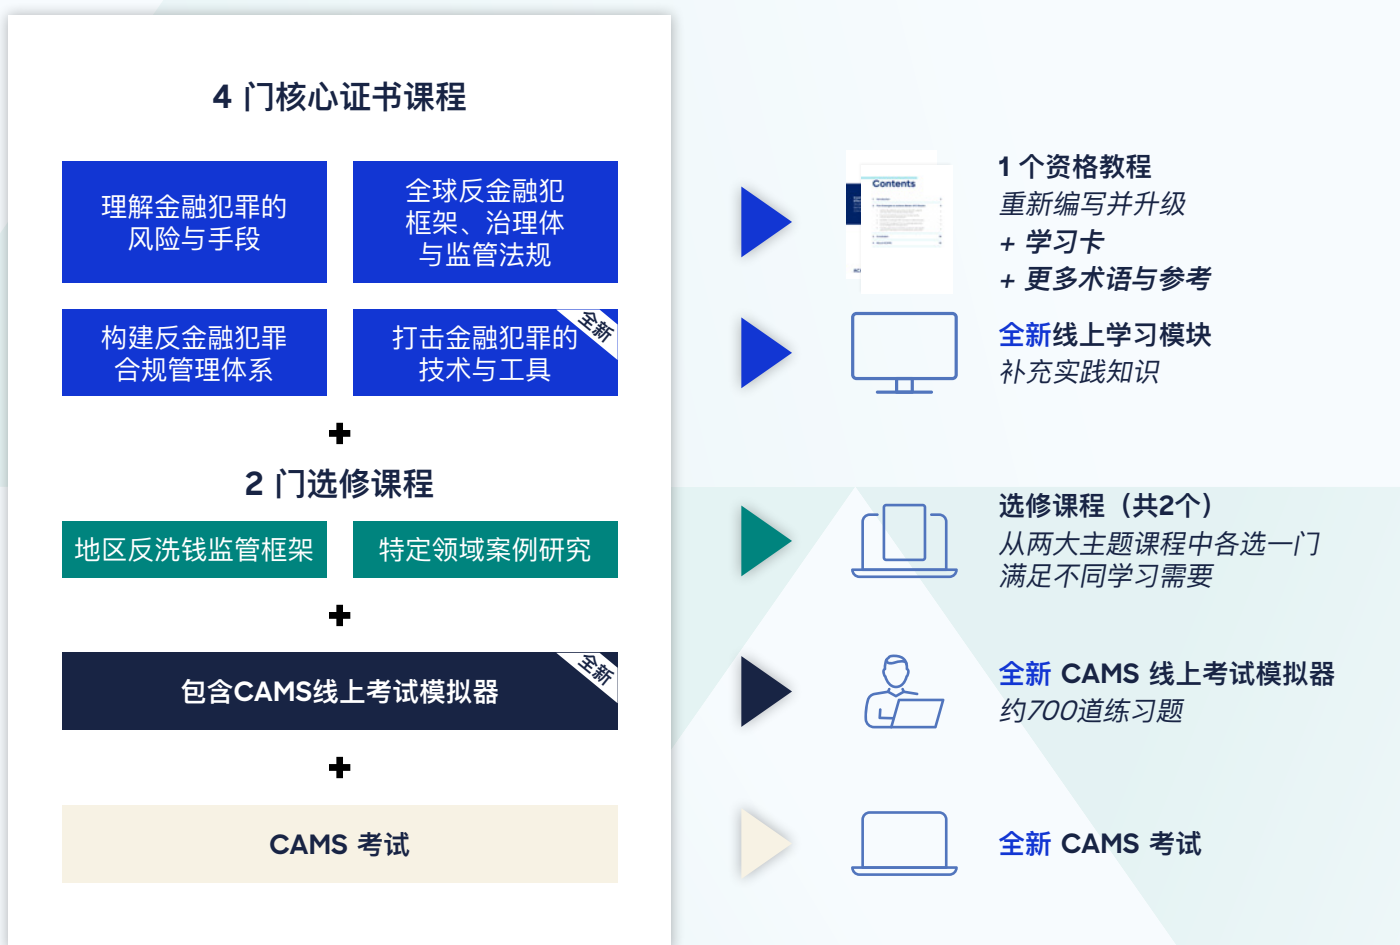 4 门核心证书课程
理解金融犯罪的
风险与手段
全球反金融犯
框架、治理体
与监管法规
构建反金融犯罪
合规管理体系
打击金融犯罪的
技术与工具
全新
2 门选修课程
地区反洗钱监管框架
特定领域案例研究
包含CAMS线上考试模拟器
全新
CAMS 考试
Contents
1 个资格教程
重新编写并升级
+ 学习卡
+ 更多术语与参考
全新线上学习模块
补充实践知识
选修课程（共2个）
从两大主题课程中各选一门
满足不同学习需要
全新 CAMS 线上考试模拟器
约700道练习题
全新 CAMS 考试